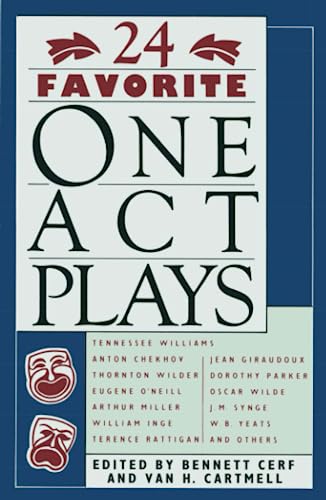 24
FAVORITE
ONE
ACT
PLAYS
TENNESSEE WILLIAMS
ANTON CHEKHOV
THORNTON WILDER
EUGENE O'NEILL
ARTHUR MILLER
WILLIAM INGE
TERENCE RATTIGAN
JEAN GIRAUDOUX
DOROTHY PARKER
OSCAR WILDE
J.M. SYNGE
W.B. YEATS
AND OTHERS
EDITED BY BENNETT CERF
AND VAN H. CARTMELL